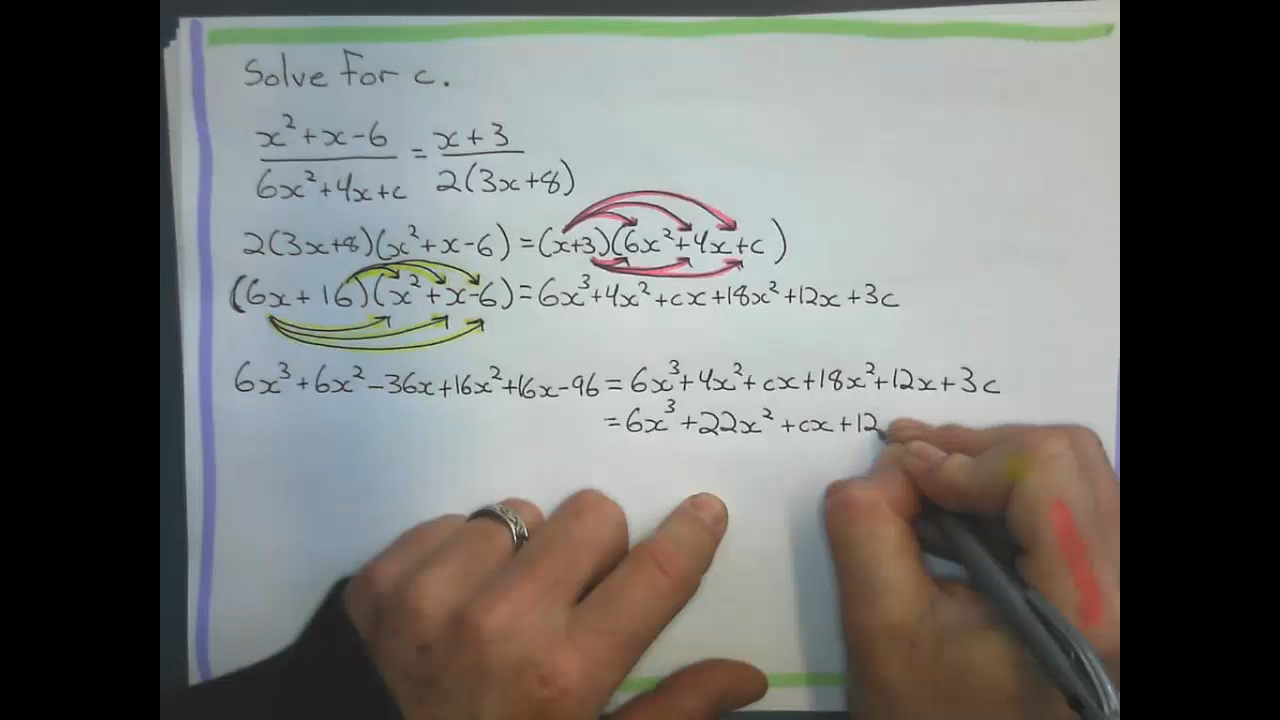 Solve for c.
x²+x-6 / 6x²+4x+c = x+3 / 2(3x+8)
2(3x+8)(x²+x-6)=(x+3)(6x²+4x+c)
(6x+16)(x²+x-6)=6x³+4x²+cx+18x²+12x+3c
6x³+6x²-36x+16x²+16x-96=6x³+4x²+cx+18x²+12x+3c
=6x³+22x²+cx+12